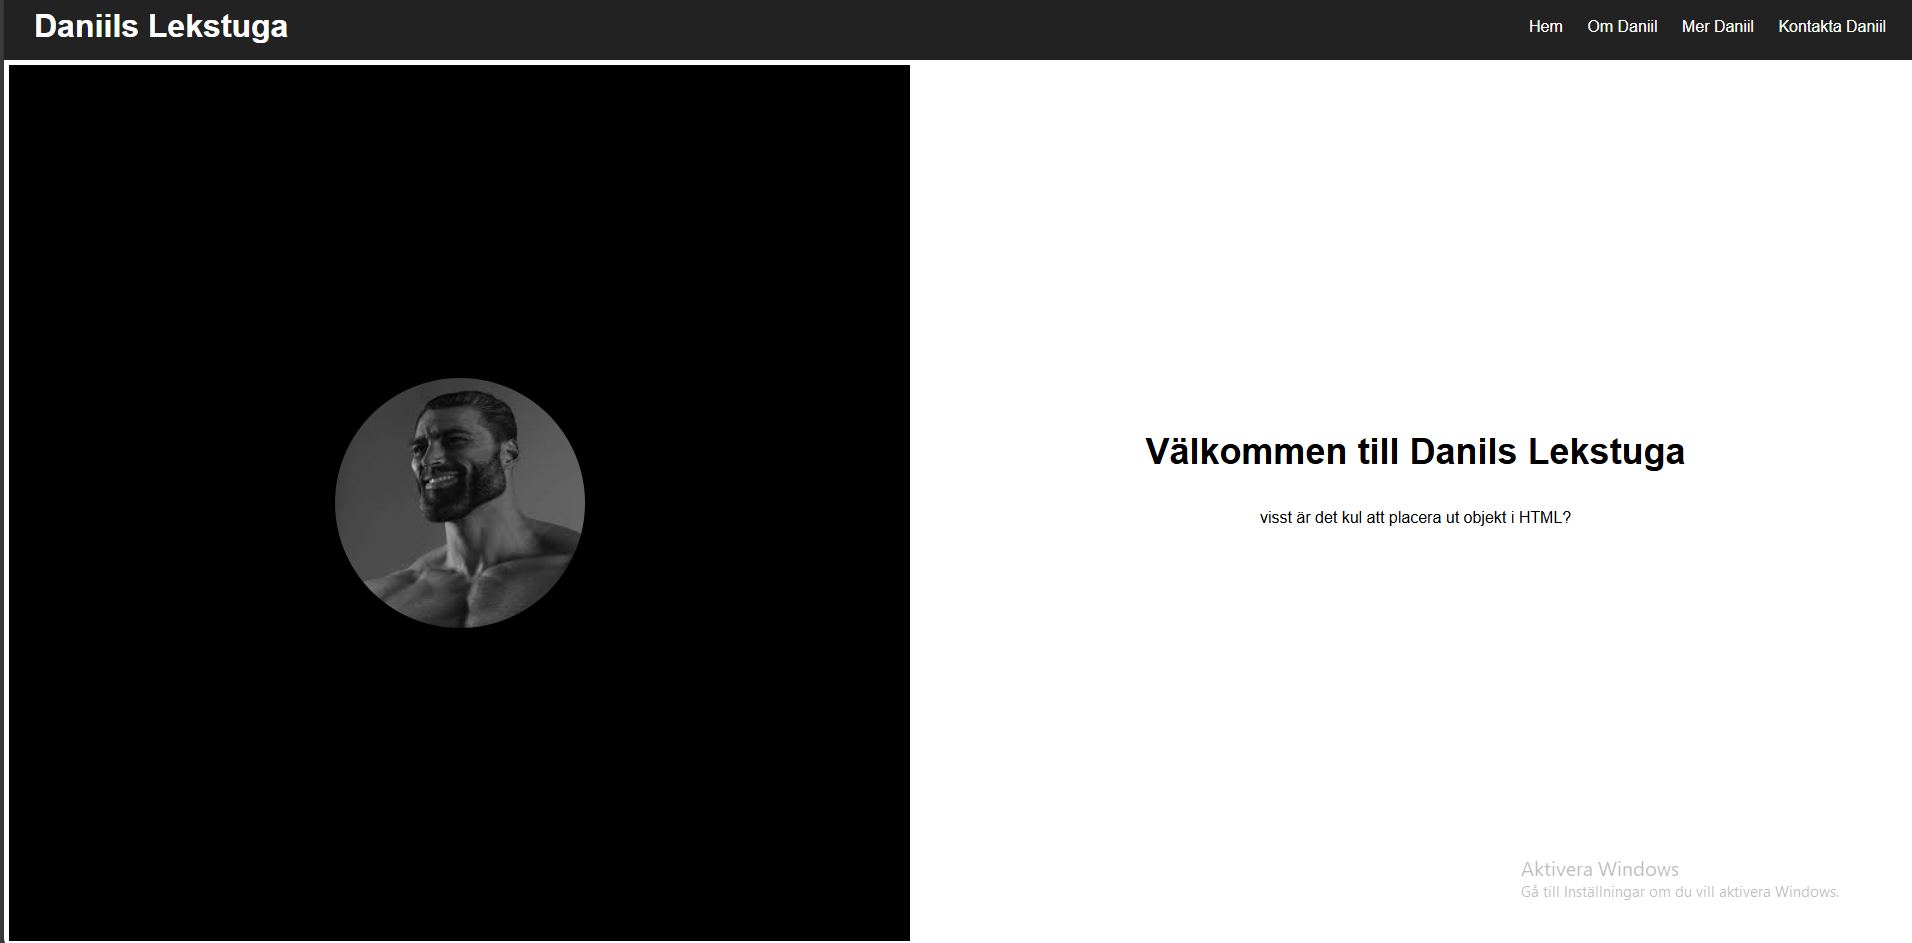 Daniils Lekstuga
Hem Om Daniil Mer Daniil Kontakta Daniil
Välkommen till Danils Lekstuga
visst är det kul att placera ut objekt i HTML?
Aktivera Windows
Gå till Inställningar om du vill aktivera Windows.